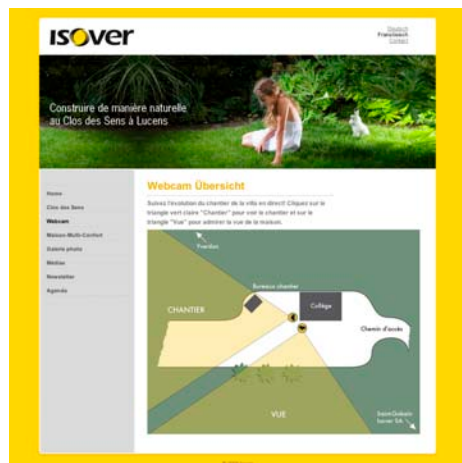 isover
Deutsch
Französisch
Contact
Construire de manière naturelle
au Clos des Sens à Lucens
Webcam Übersicht
Home
Clos des Sens
Webcam
Maison Multi-Confort
Galerie photo
Médias
Newsletter
Agenda
Suivez l'évolution du chantier de la villa en direct! Cliquez sur le
triangle vert claire "Chantier" pour voir le chantier et sur le
triangle "Vue" pour admirer la vue de la maison.
Yverdon
Bureaux chantier
CHANTIER
Collège
Chemin d'accès
VUE
Saint-Gobain
Isover SA